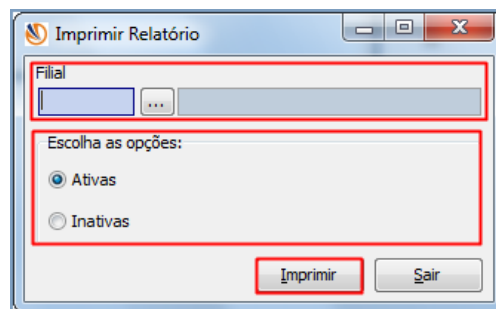 Imprimir Relatório
Filial
...
Escolha as opções:
Ativas
Inativas
Imprimir Sair